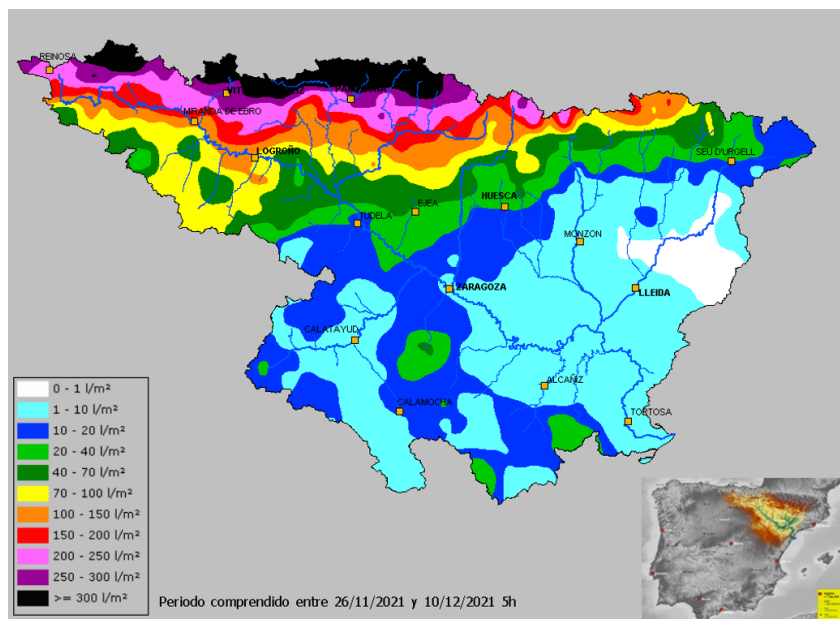 REINOSA
MIRANDA DE EBRO
LOGROÑO
SEU D'URGELL
TUDELA
EJEA
HUESCA
MONZON
ZARAGOZA
LLEIDA
CALATAYUD
ALCAÑIZ
CALAMOCHA
TORTOSA
0 - 1 l/m²
1 - 10 l/m²
10 - 20 l/m²
20 - 40 l/m²
40 - 70 l/m²
70 - 100 l/m²
100 - 150 l/m²
150 - 200 l/m²
200 - 250 l/m²
250 - 300 l/m²
>= 300 l/m²
Periodo comprendido entre 26/11/2021 y 10/12/2021 5h